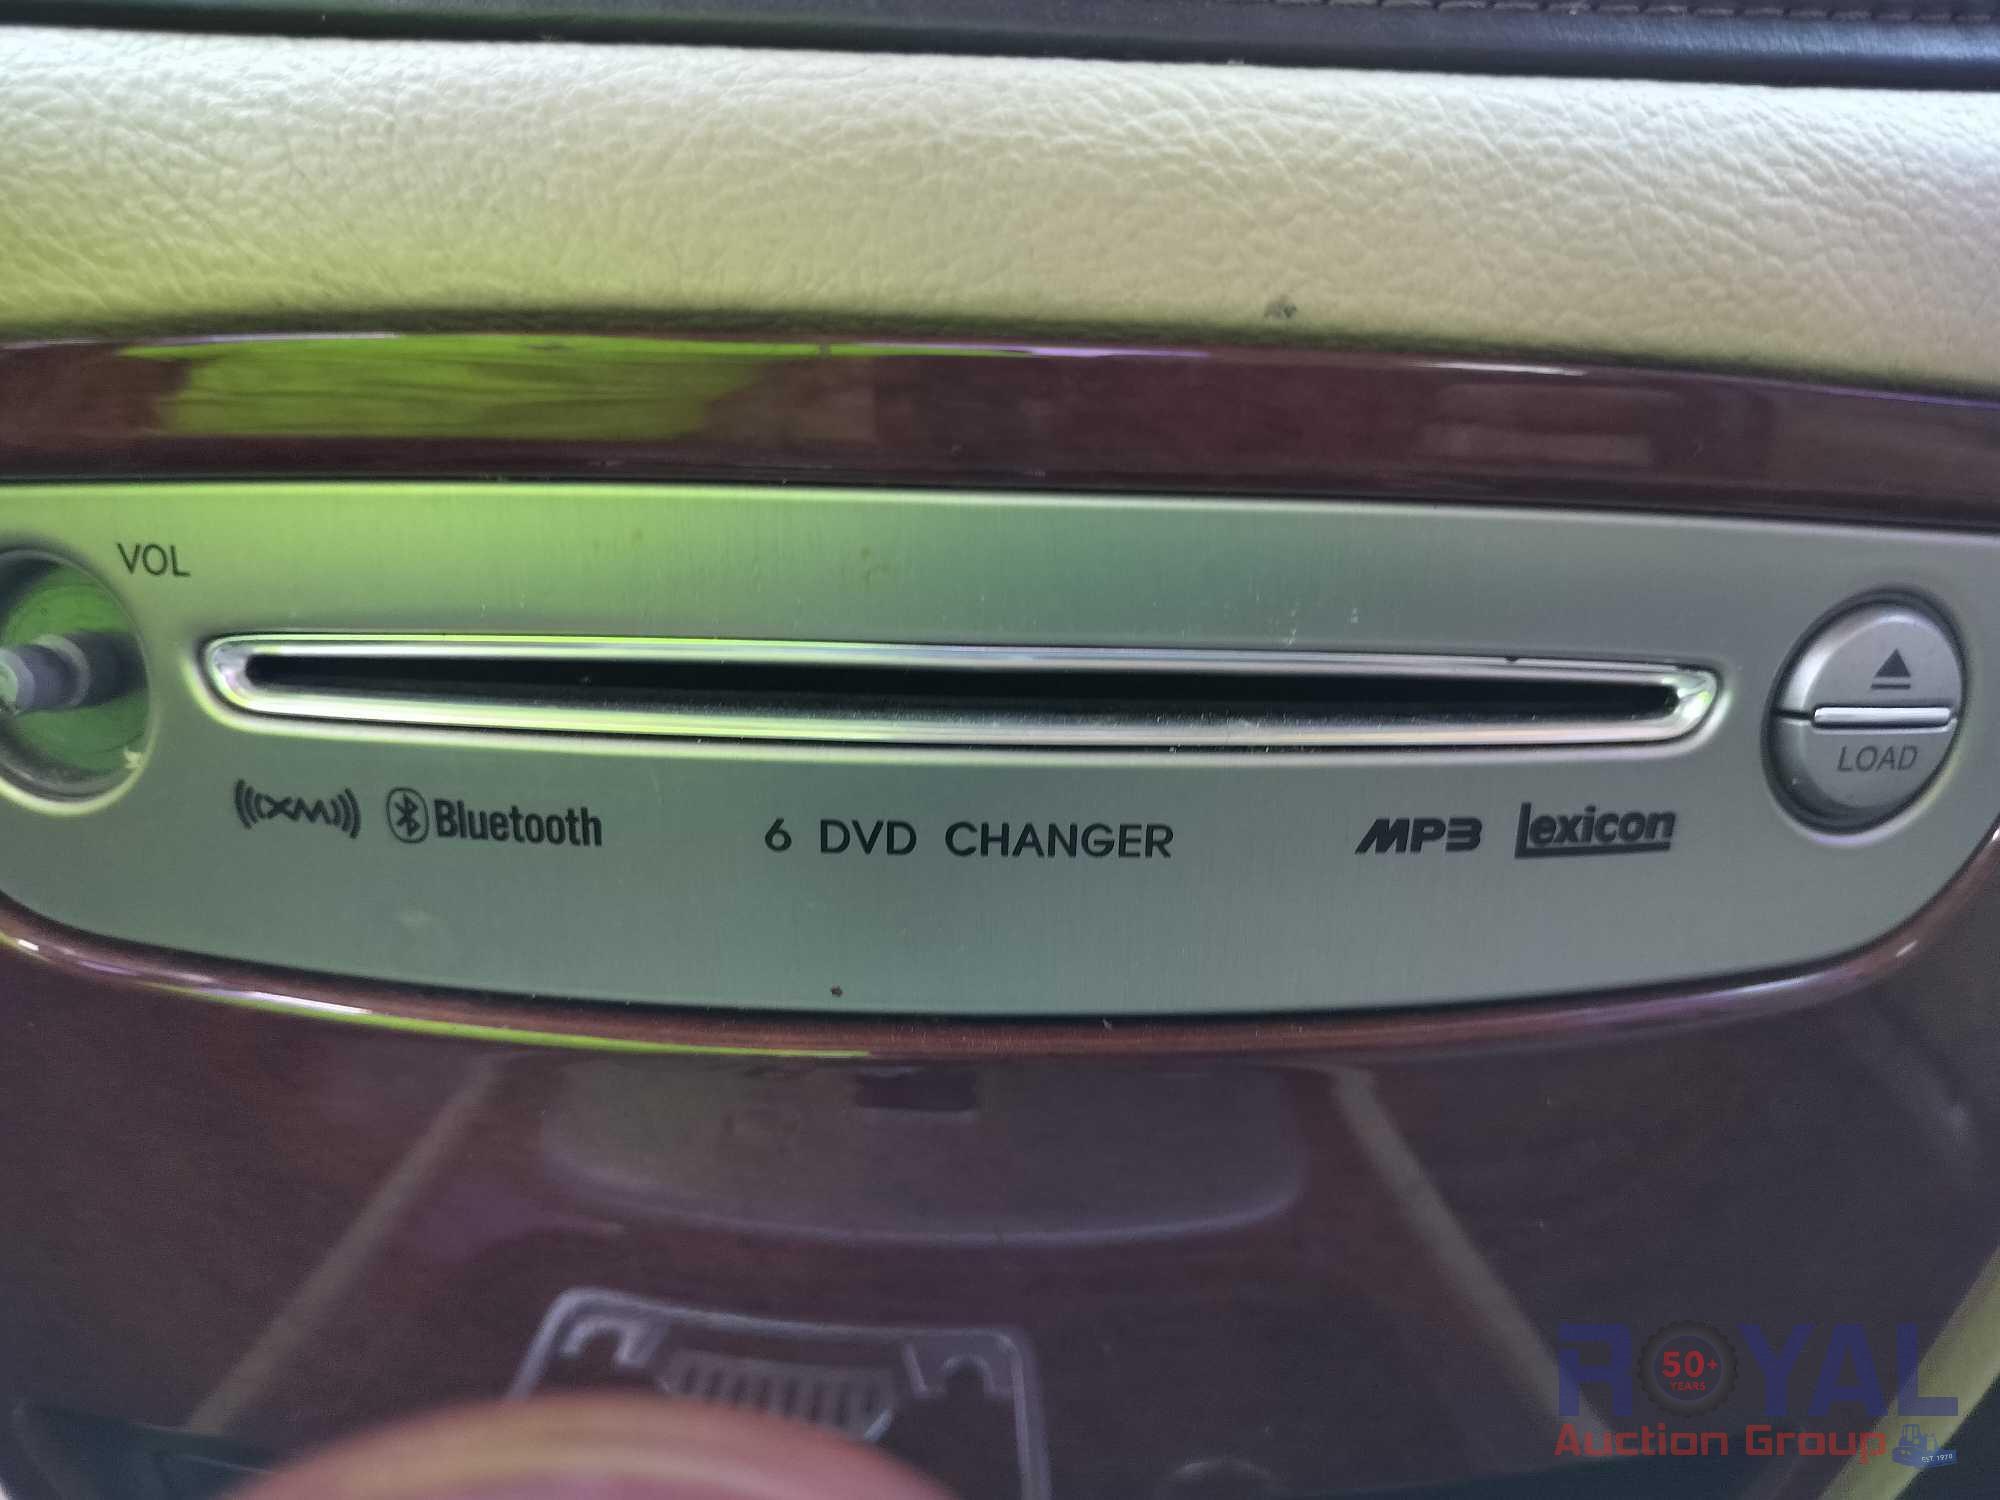 VOL
LOAD
((XM)) Bluetooth 6 DVD CHANGER MP3 Lexicon
ROYAL
50+
YEARS
Auction Group
EST. 1970